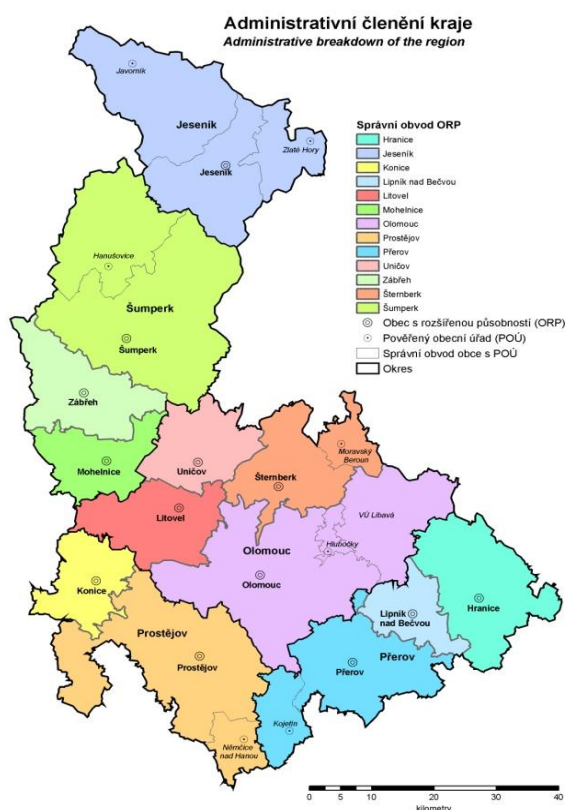 Administrativní členění kraje
Administrative breakdown of the region
Javorník
Jeseník
Zlaté Hory
Jeseník
Správní obvod ORP
Hranice
Jeseník
Konice
Lipník nad Bečvou
Litovel
Mohelnice
Olomouc
Prostějov
Přerov
Uničov
Zábřeh
Šternberk
Šumperk
Obec s rozšířenou působností (ORP)
Pověřený obecní úřad (POÚ)
Správní obvod obce s POÚ
Okres
Hanušovice
Šumperk
Šumperk
Zábřeh
Mohelnice
Uničov
Šternberk
Moravský
Beroun
Litovel
VÚ Libavá
Olomouc
Hlubočky
Olomouc
Konice
Lipník
nad Bečvou
Hranice
Prostějov
Prostějov
Přerov
Přerov
Kojetín
Němčice
nad Hanou
0 5 10 20 30 40
kilometry